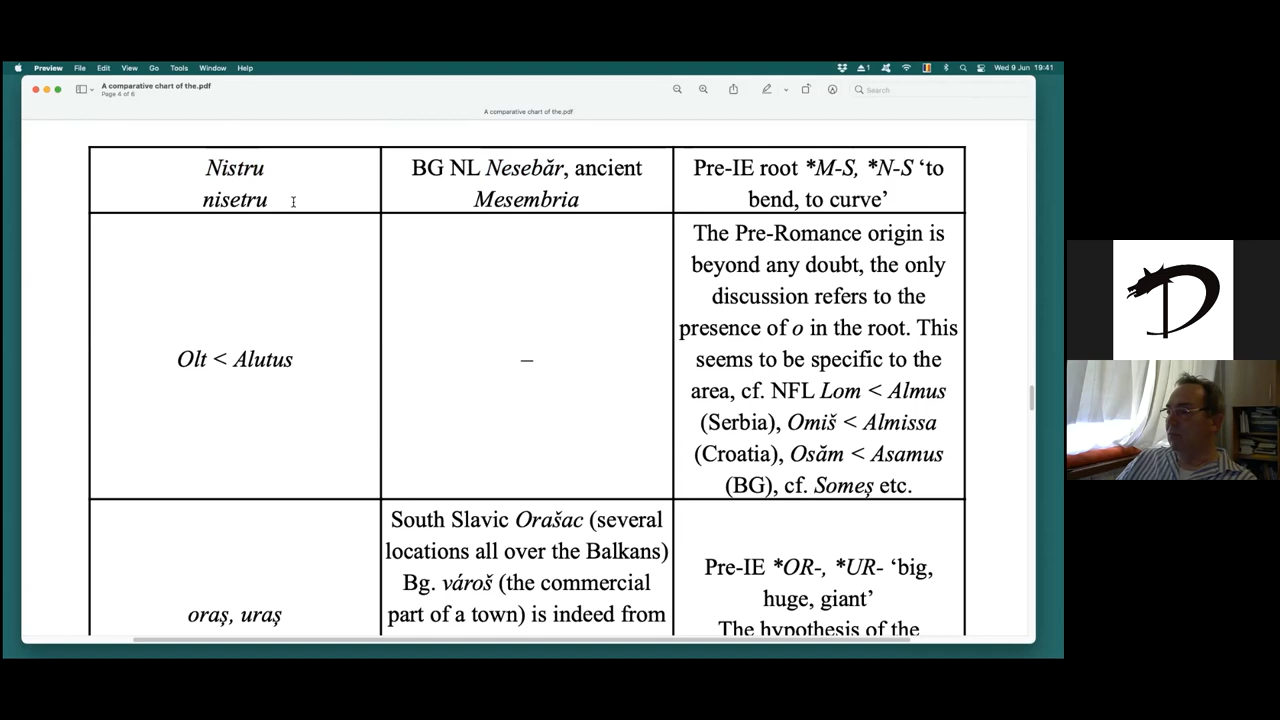 Preview File Edit View Go Tools Window Help
1 Wed 9 Jun 19:41
A comparative chart of the.pdf
Page 4 of 6
Search
A comparative chart of the.pdf
Nistru
nisetru
BG NL Nesebăr, ancient
Mesembria
Pre-IE root *M-S, *N-S ‘to
bend, to curve’
Olt < Alutus
–
The Pre-Romance origin is
beyond any doubt, the only
discussion refers to the
presence of o in the root. This
seems to be specific to the
area, cf. NFL Lom < Almus
(Serbia), Omiš < Almissa
(Croatia), Osăm < Asamus
(BG), cf. Someş etc.
oraş, uraş
South Slavic Orašac (several
locations all over the Balkans)
Bg. városš (the commercial
part of a town) is indeed from
Pre-IE *OR-, *UR- ‘big,
huge, giant’
The hypothesis of the
D